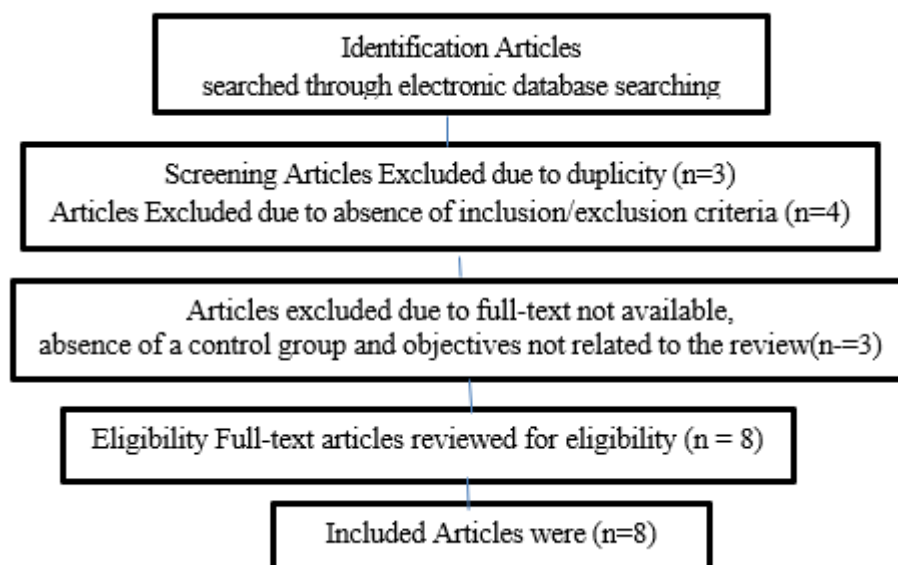 Identification Articles
searched through electronic database searching
Screening Articles Excluded due to duplicity (n=3)
Articles Excluded due to absence of inclusion/exclusion criteria (n=4)
Articles excluded due to full-text not available,
absence of a control group and objectives not related to the review(n-=3)
Eligibility Full-text articles reviewed for eligibility (n = 8)
Included Articles were (n=8)